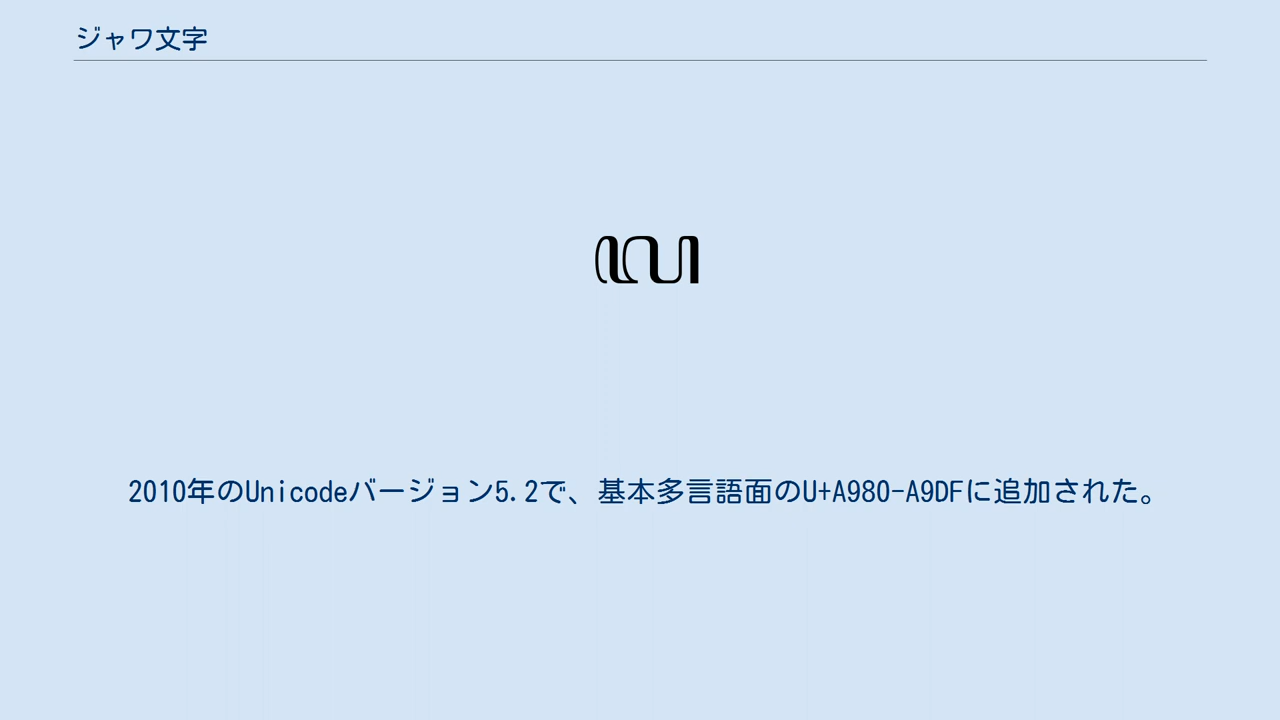 ジャワ文字
2010年のUnicodeバージョン5.2で、基本多言語面のU+A980-A9DFに追加された。